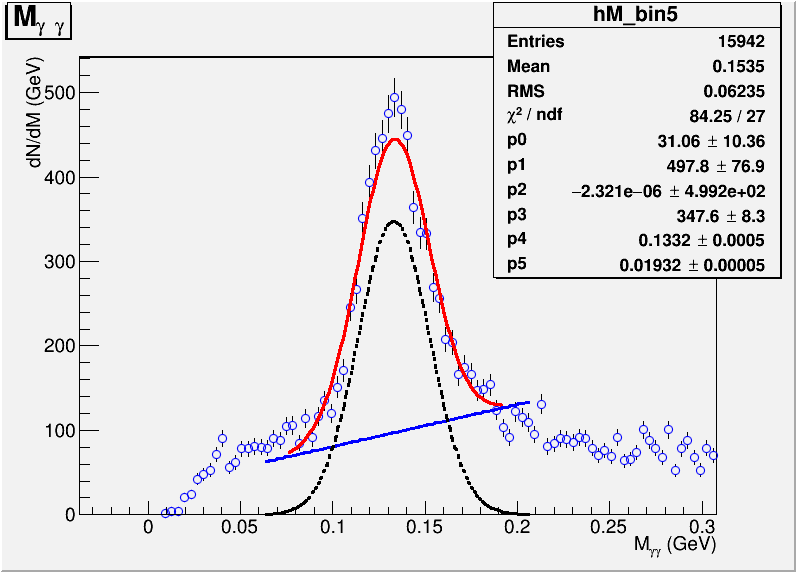 M γ γ
hM_bin5
Entries 15942
Mean 0.1535
RMS 0.06235
χ² / ndf 84.25 / 27
p0 31.06 ± 10.36
p1 497.8 ± 76.9
p2 −2.321e−06 ± 4.992e+02
p3 347.6 ± 8.3
p4 0.1332 ± 0.0005
p5 0.01932 ± 0.00005
dN/dM (GeV)
500
400
300
200
100
0
0 0.05 0.1 0.15 0.2 0.25 0.3
Mγγ (GeV)